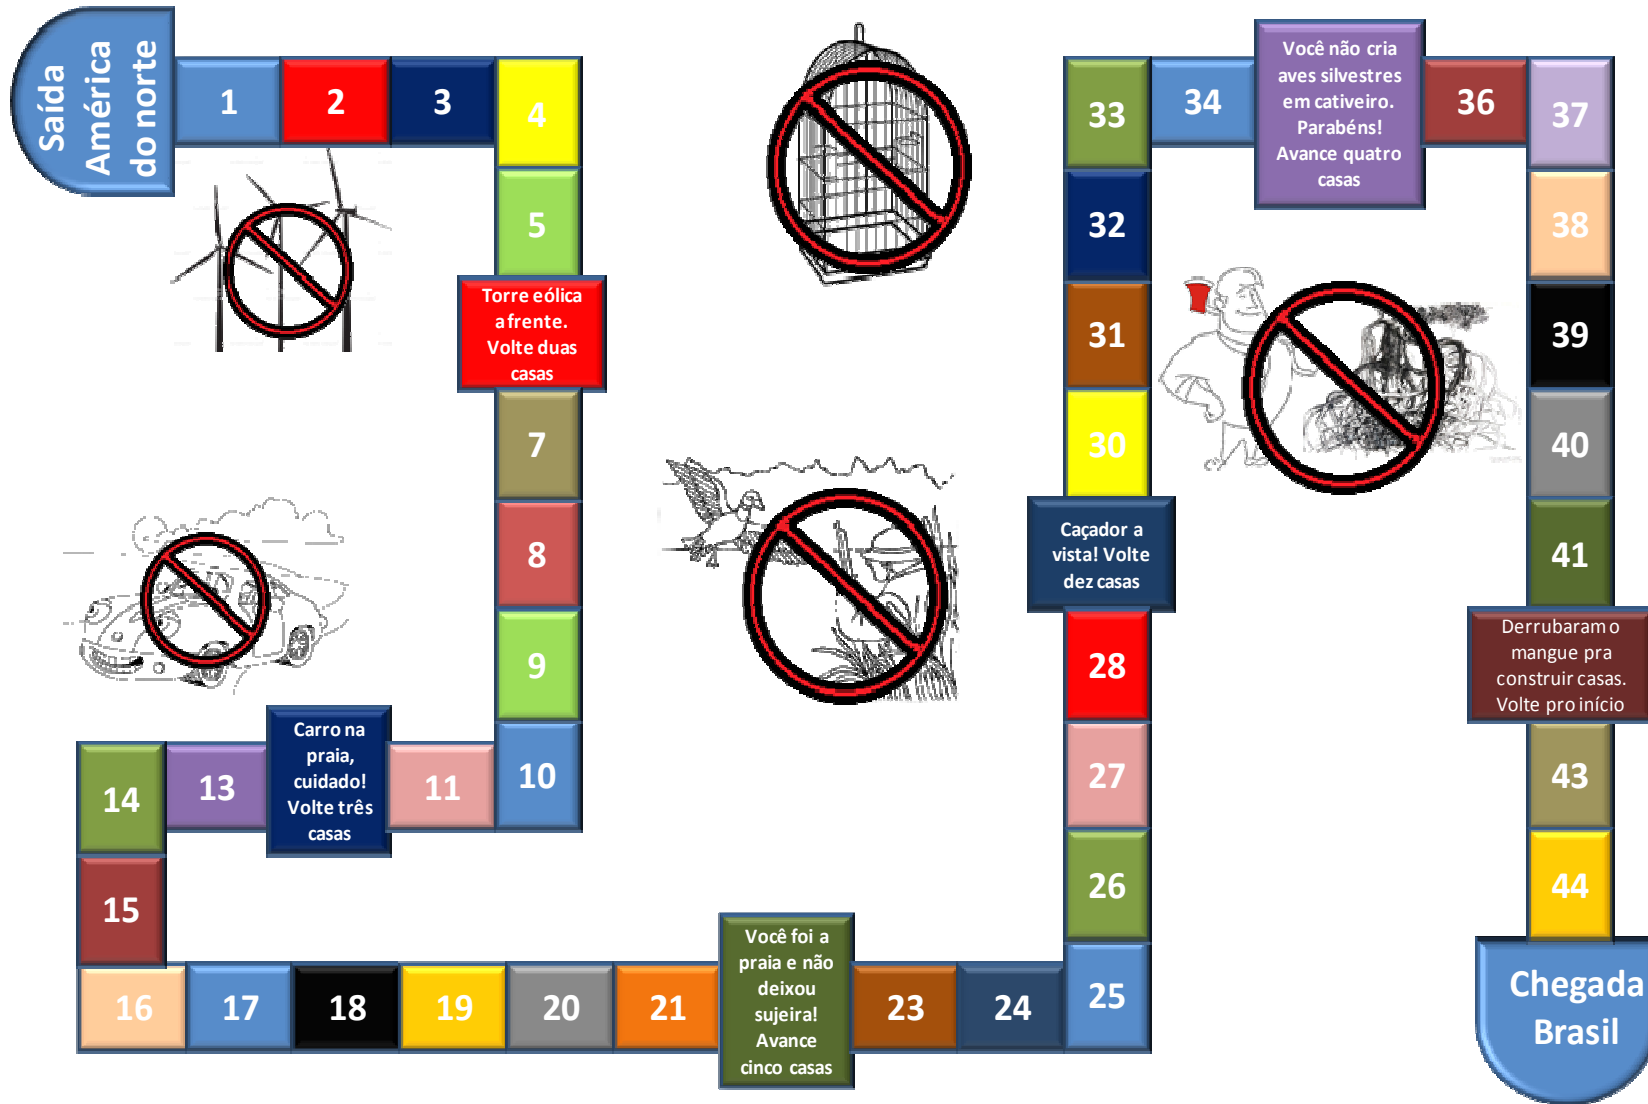 Saída
América
do norte
1
2
3
4
5
Torre eólica
a frente.
Volte duas
casas
7
8
9
10
11
Carro na
praia,
cuidado!
Volte três
casas
13
14
15
16
17
18
19
20
21
Você foi a
praia e não
deixou
sujeira!
Avance
cinco casas
23
24
25
26
27
28
Caçador a
vista! Volte
dez casas
30
31
32
33
34
Você não cria
aves silvestres
em cativeiro.
Parabéns!
Avance quatro
casas
36
37
38
39
40
41
Derrubaram o
mangue pra
construir casas.
Volte pro início
43
44
Chegada
Brasil